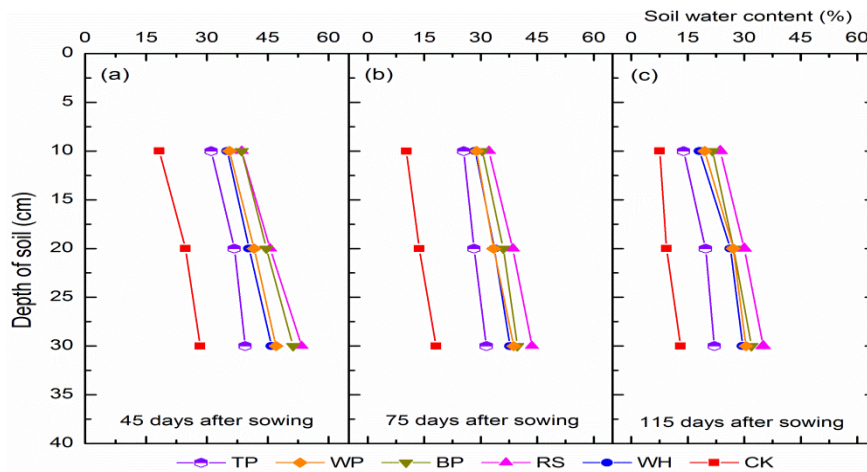 Soil water content (%)
0 15 30 45 60 0 15 30 45 60 0 15 30 45 60
0
(a) (b) (c)
5
10
15
20
25
30
35
40
Depth of soil (cm)
45 days after sowing 75 days after sowing 115 days after sowing
TP WP BP RS WH CK